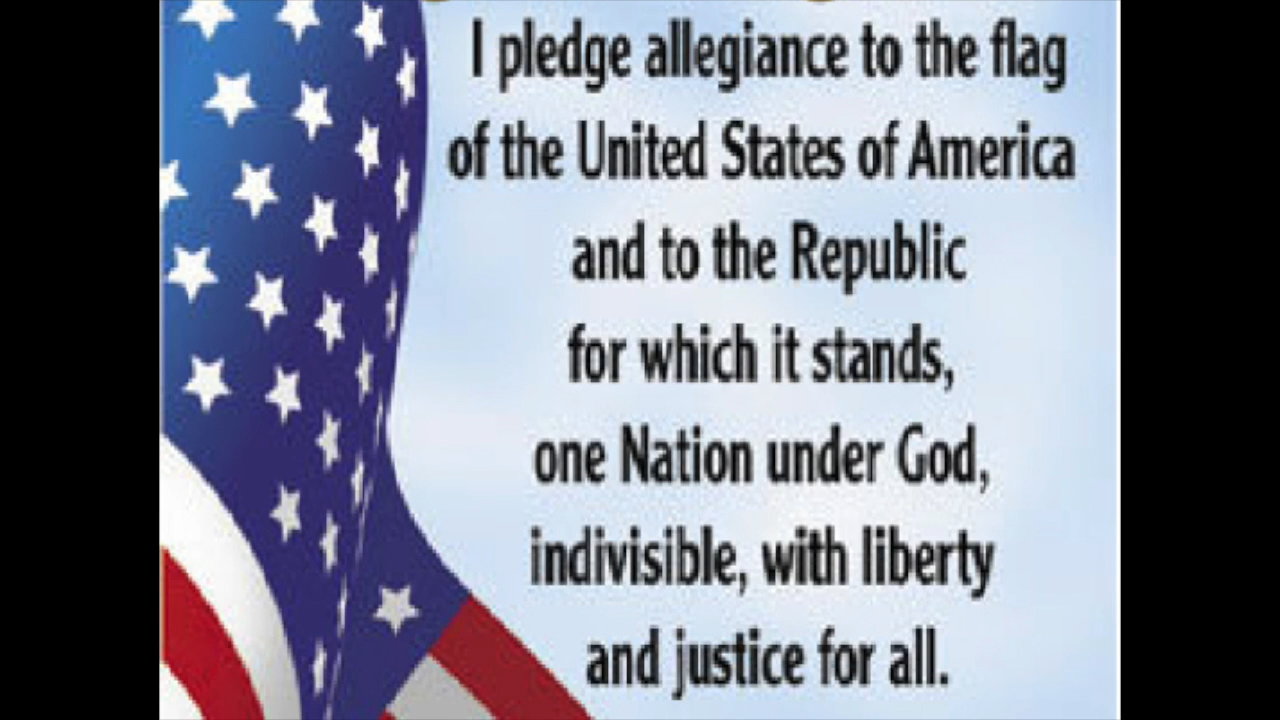 I pledge allegiance to the flag
of the United States of America
and to the Republic
for which it stands,
one Nation under God,
indivisible, with liberty
and justice for all.